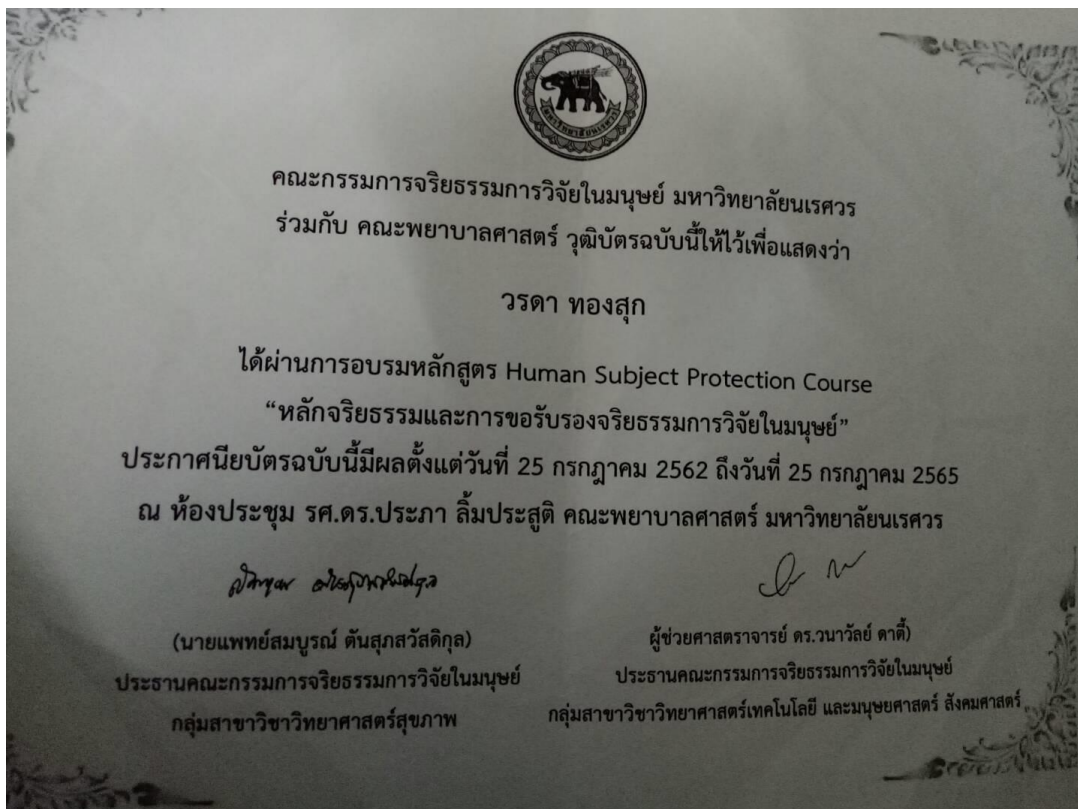 มหาวิทยาลัยนเรศวร
คณะกรรมการจริยธรรมการวิจัยในมนุษย์ มหาวิทยาลัยนเรศวร
ร่วมกับ คณะพยาบาลศาสตร์ วุฒิบัตรฉบับนี้ให้ไว้เพื่อแสดงว่า
วรดา ทองสุก
ได้ผ่านการอบรมหลักสูตร Human Subject Protection Course
“หลักจริยธรรมและการขอรับรองจริยธรรมการวิจัยในมนุษย์”
ประกาศนียบัตรฉบับนี้มีผลตั้งแต่วันที่ 25 กรกฎาคม 2562 ถึงวันที่ 25 กรกฎาคม 2565
ณ ห้องประชุม รศ.ดร.ประภา ลิ้มประสูติ คณะพยาบาลศาสตร์ มหาวิทยาลัยนเรศวร
(นายแพทย์สมบูรณ์ ตันสุภสวัสดิกุล)
ประธานคณะกรรมการจริยธรรมการวิจัยในมนุษย์
กลุ่มสาขาวิชาวิทยาศาสตร์สุขภาพ
ผู้ช่วยศาสตราจารย์ ดร.วนาวัลย์ ดาตี้)
ประธานคณะกรรมการจริยธรรมการวิจัยในมนุษย์
กลุ่มสาขาวิชาวิทยาศาสตร์เทคโนโลยี และมนุษยศาสตร์ สังคมศาสตร์